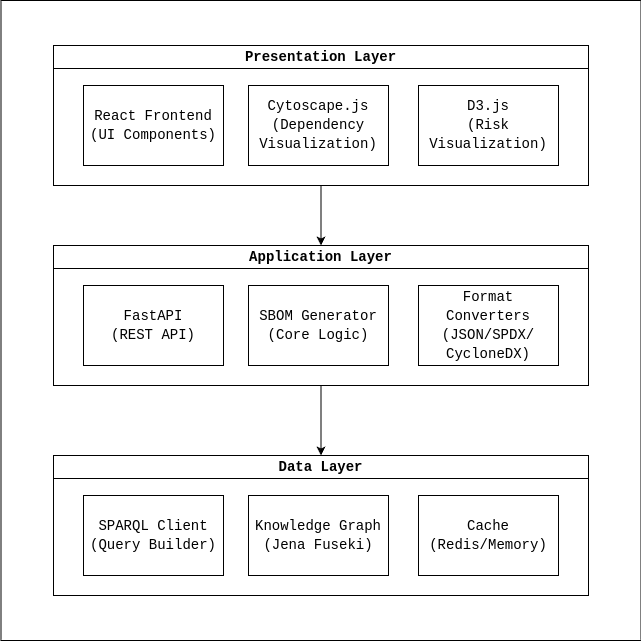 Presentation Layer
React Frontend
(UI Components)
Cytoscape.js
(Dependency
Visualization)
D3.js
(Risk
Visualization)
Application Layer
FastAPI
(REST API)
SBOM Generator
(Core Logic)
Format
Converters
(JSON/SPDX/
CycloneDX)
Data Layer
SPARQL Client
(Query Builder)
Knowledge Graph
(Jena Fuseki)
Cache
(Redis/Memory)